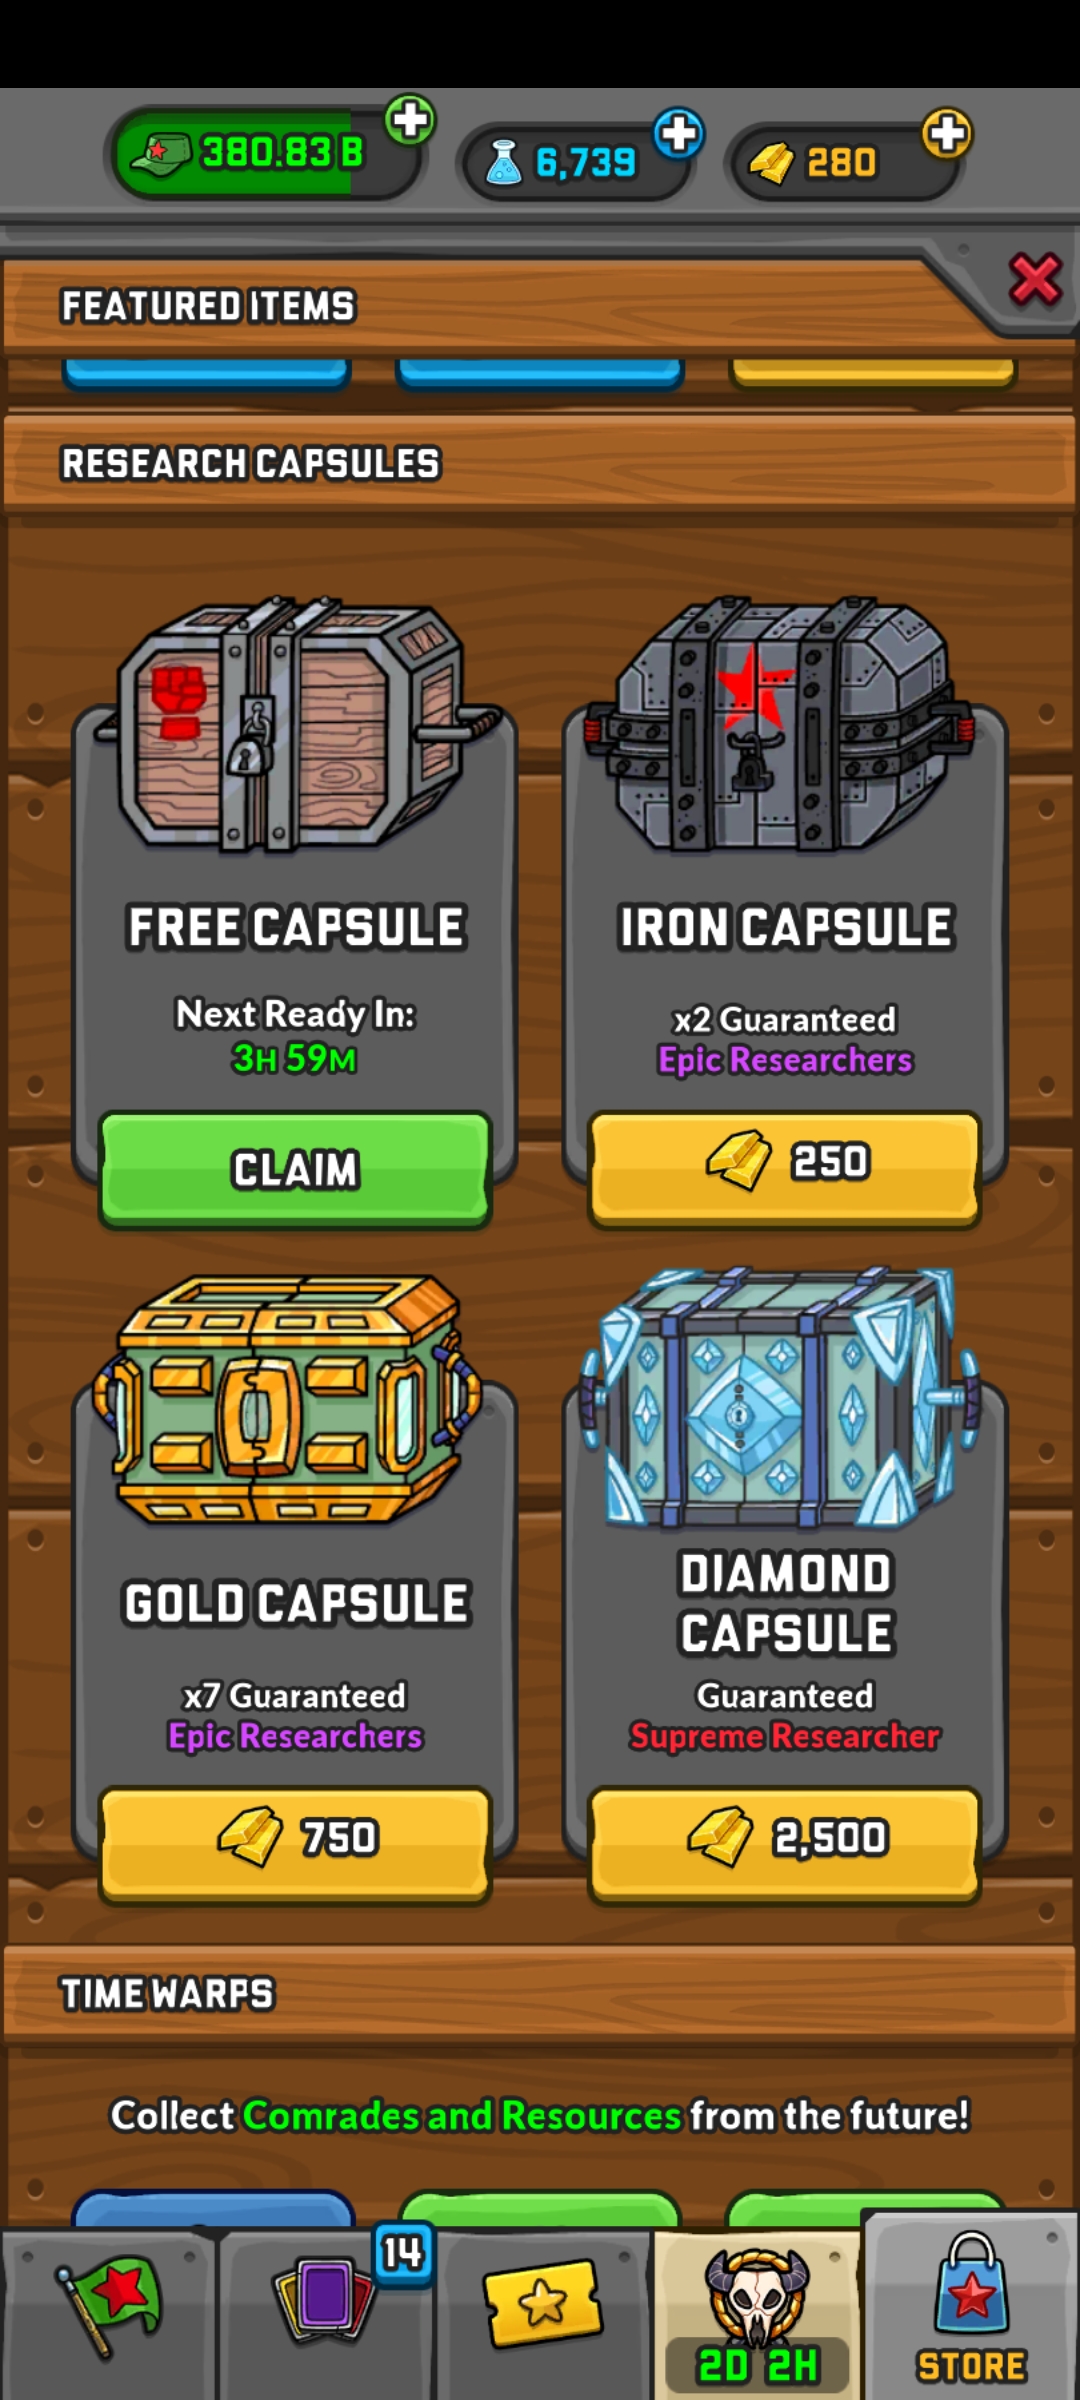 380.83 B
6,739
280
FEATURED ITEMS
RESEARCH CAPSULES
FREE CAPSULE
Next Ready In:
3H 59M
CLAIM
IRON CAPSULE
x2 Guaranteed
Epic Researchers
250
GOLD CAPSULE
x7 Guaranteed
Epic Researchers
750
DIAMOND
CAPSULE
Guaranteed
Supreme Researcher
2,500
TIME WARPS
Collect Comrades and Resources from the future!
14
2D 2H
STORE